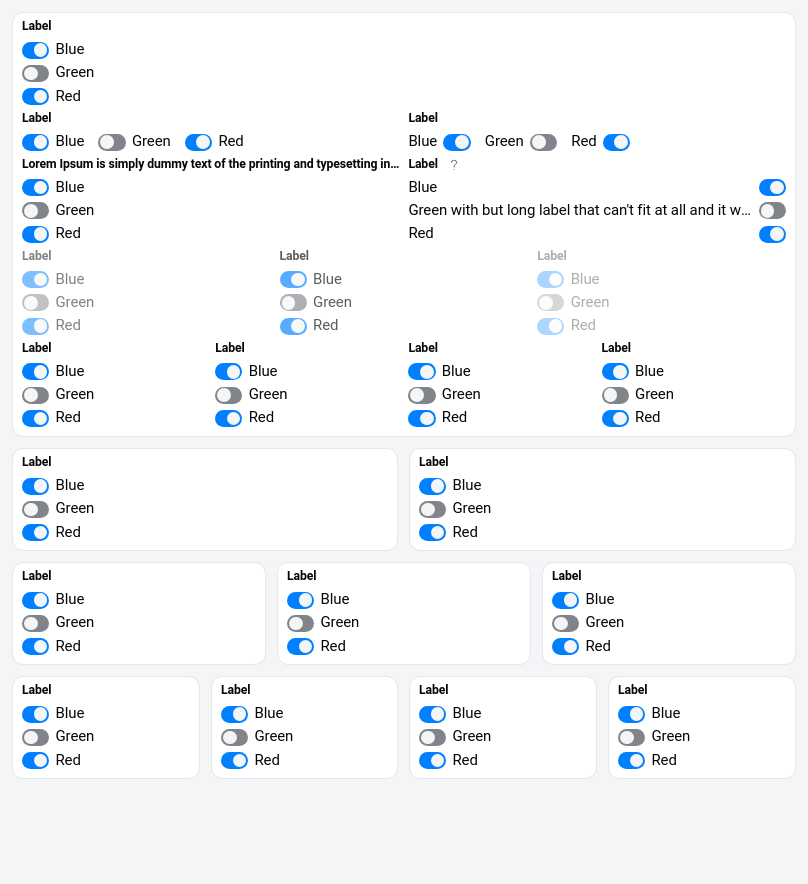 Label
Blue
Green
Red
Label Label
Blue Green Red Blue Green Red
Lorem Ipsum is simply dummy text of the printing and typesetting in... Label ?
Blue Blue
Green Green with but long label that can't fit at all and it w...
Red Red
Label Label Label
Blue Blue Blue
Green Green Green
Red Red Red
Label Label Label Label
Blue Blue Blue Blue
Green Green Green Green
Red Red Red Red
Label Label
Blue Blue
Green Green
Red Red
Label Label Label
Blue Blue Blue
Green Green Green
Red Red Red
Label Label Label Label
Blue Blue Blue Blue
Green Green Green Green
Red Red Red Red